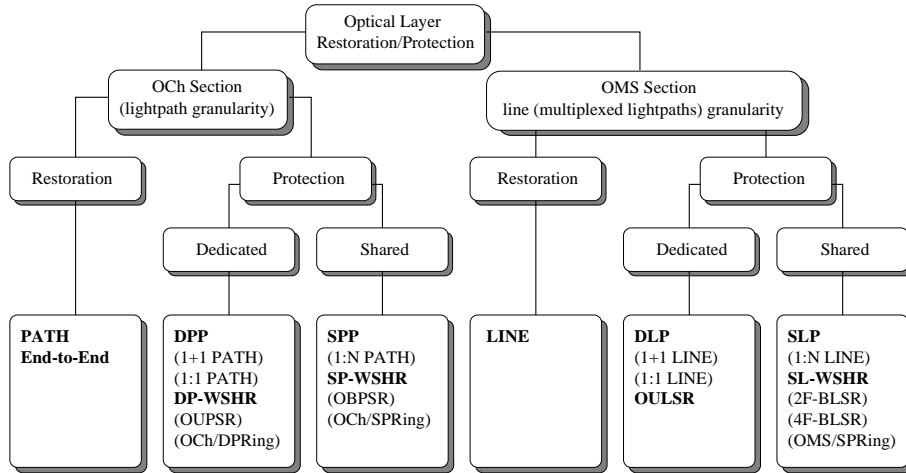 Optical Layer
Restoration/Protection
OCh Section
(lightpath granularity)
OMS Section
line (multiplexed lightpaths) granularity
Restoration
Protection
Restoration
Protection
Dedicated
Shared
Dedicated
Shared
PATH
End-to-End
DPP
(1+1 PATH)
(1:1 PATH)
DP-WSHR
(OUPSR)
(OCh/DPRing)
SPP
(1:N PATH)
SP-WSHR
(OBPSR)
(OCh/SPRing)
LINE
DLP
(1+1 LINE)
(1:1 LINE)
OULSR
SLP
(1:N LINE)
SL-WSHR
(2F-BLSR)
(4F-BLSR)
(OMS/SPRing)